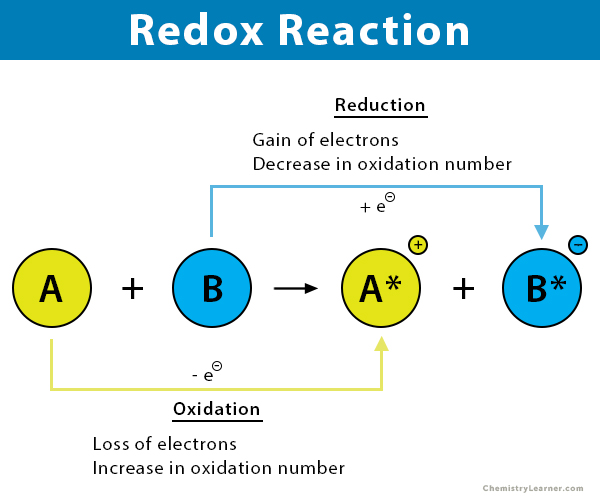 Redox Reaction
Reduction
Gain of electrons
Decrease in oxidation number
+ e⊖
A + B → A* + + B* −
- e⊖
Oxidation
Loss of electrons
Increase in oxidation number
ChemistryLearner.com